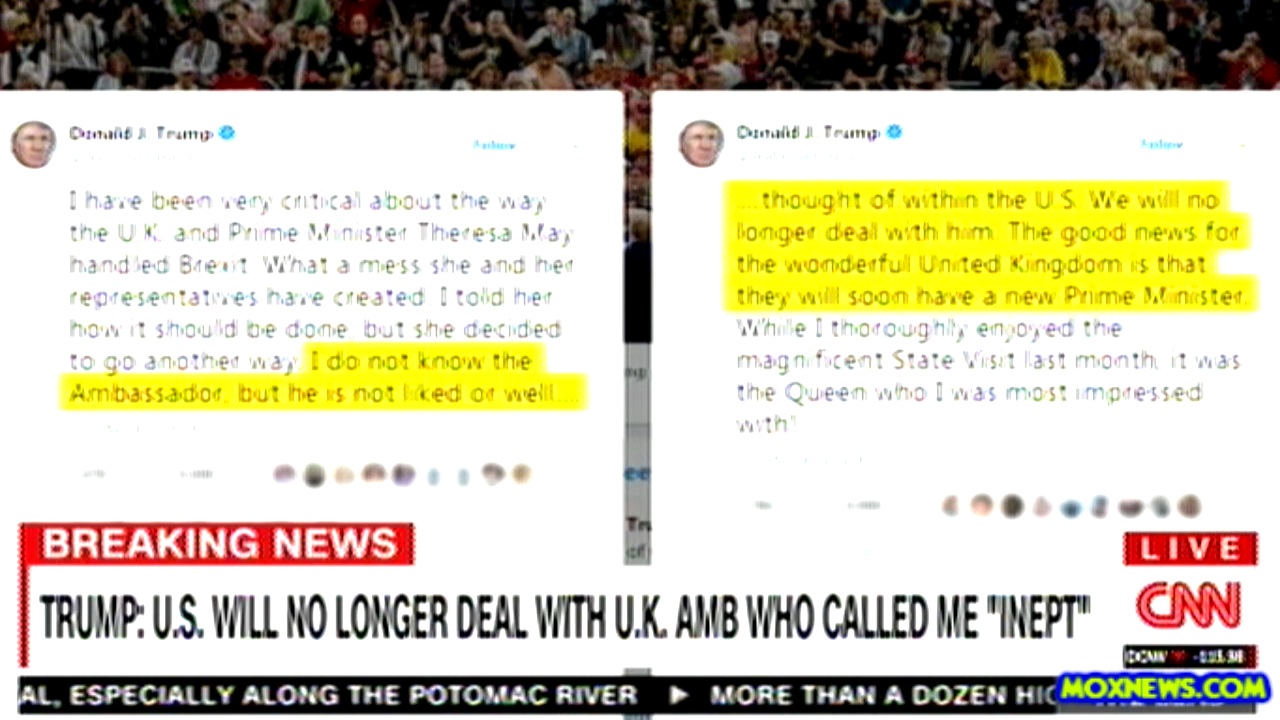 Donald J. Trump
I have been very critical about the way
the U.K. and Prime Minister Theresa May
handled Brexit. What a mess she and her
representatives have created. I told her
how it should be done, but she decided
to go another way. I do not know the
Ambassador, but he is not liked or well....
Donald J. Trump
....thought of within the U.S. We will no
longer deal with him. The good news for
the wonderful United Kingdom is that
they will soon have a new Prime Minister.
While I thoroughly enjoyed the
magnificent State Visit last month, it was
the Queen who I was most impressed
with!
BREAKING NEWS
LIVE
TRUMP: U.S. WILL NO LONGER DEAL WITH U.K. AMB WHO CALLED ME "INEPT"
CNN
DOW
AL, ESPECIALLY ALONG THE POTOMAC RIVER ▶ MORE THAN A DOZEN HIG
MOXNEWS.COM